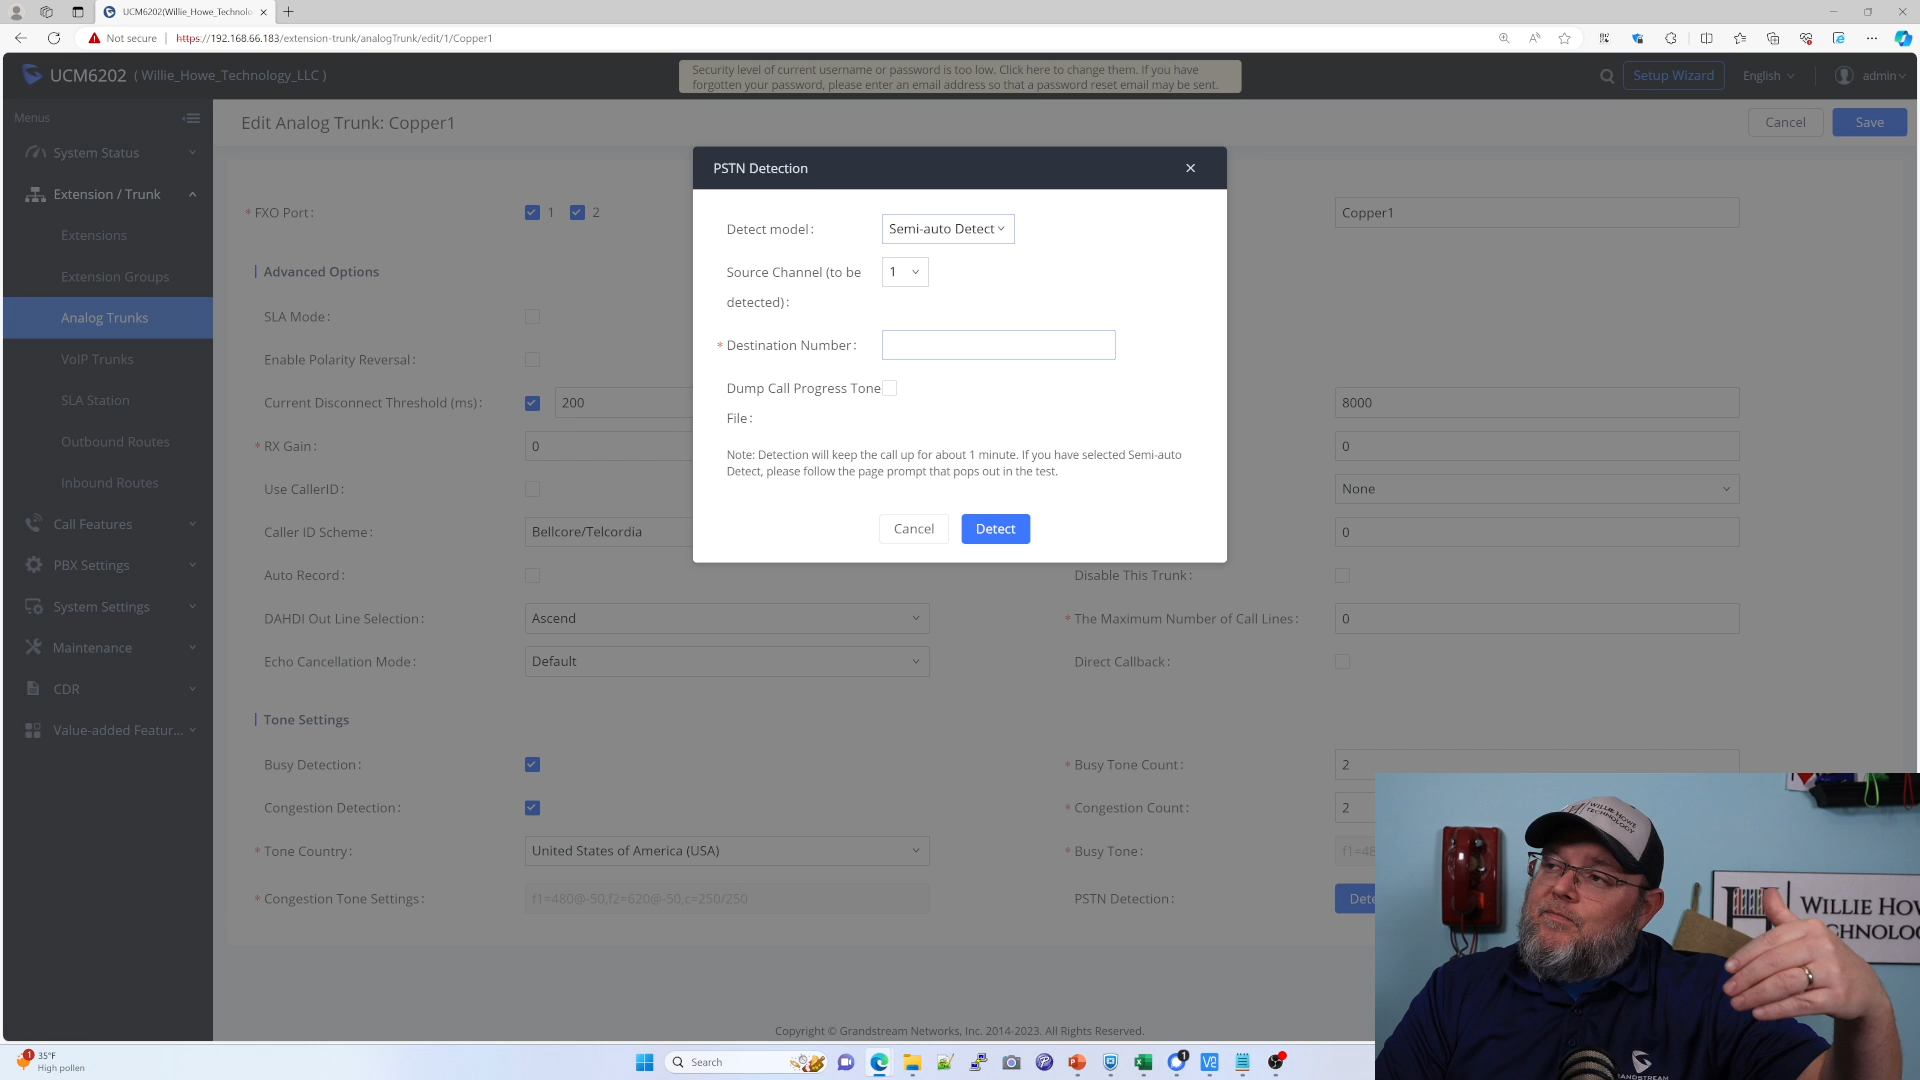 UCM6202(Willie_Howe_Technolo
Not secure
https://192.168.66.183/extension-trunk/analogTrunk/edit/1/Copper1
UCM6202 ( Willie_Howe_Technology_LLC )
Security level of current username or password is too low. Click here to change them. If you have
forgotten your password, please enter an email address so that a password reset email may be sent.
Setup Wizard
English
admin
Menus
Edit Analog Trunk: Copper1
Cancel
Save
System Status
Extension / Trunk
Extensions
Extension Groups
Analog Trunks
VoIP Trunks
SLA Station
Outbound Routes
Inbound Routes
Call Features
PBX Settings
System Settings
Maintenance
CDR
Value-added Featur...
PSTN Detection
Detect model:
Semi-auto Detect
Source Channel (to be
detected):
1
* Destination Number:
Dump Call Progress Tone
File:
Note: Detection will keep the call up for about 1 minute. If you have selected Semi-auto
Detect, please follow the page prompt that pops out in the test.
Cancel
Detect
* FXO Port:
1
2
Copper1
Advanced Options
SLA Mode:
Enable Polarity Reversal:
Current Disconnect Threshold (ms):
200
8000
* RX Gain:
0
0
Use CallerID:
None
Caller ID Scheme:
Bellcore/Telcordia
0
Auto Record:
Disable This Trunk:
DAHDI Out Line Selection:
Ascend
* The Maximum Number of Call Lines:
0
Echo Cancellation Mode:
Default
Direct Callback:
Tone Settings
Busy Detection:
* Busy Tone Count:
2
Congestion Detection:
* Congestion Count:
2
* Tone Country:
United States of America (USA)
* Busy Tone:
f1=48
* Congestion Tone Settings:
f1=480@-50,f2=620@-50,c=250/250
PSTN Detection:
Dete
Copyright © Grandstream Networks, Inc. 2014-2023. All Rights Reserved.
WILLIE HOWE
TECHNOLOGY
WILLIE HOW
CHNOLOG
GRANDSTREAM
1
35°F
High pollen
Search
1
V2